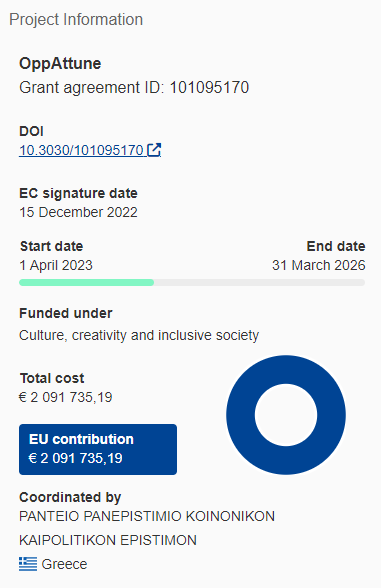 Project Information
OppAttune
Grant agreement ID: 101095170
DOI
10.3030/101095170
EC signature date
15 December 2022
Start date
End date
1 April 2023
31 March 2026
Funded under
Culture, creativity and inclusive society
Total cost
€ 2 091 735,19
EU contribution
€ 2 091 735,19
Coordinated by
PANTEIO PANEPISTIMIO KOINONIKON
KAIPOLITIKON EPISTIMON
Greece